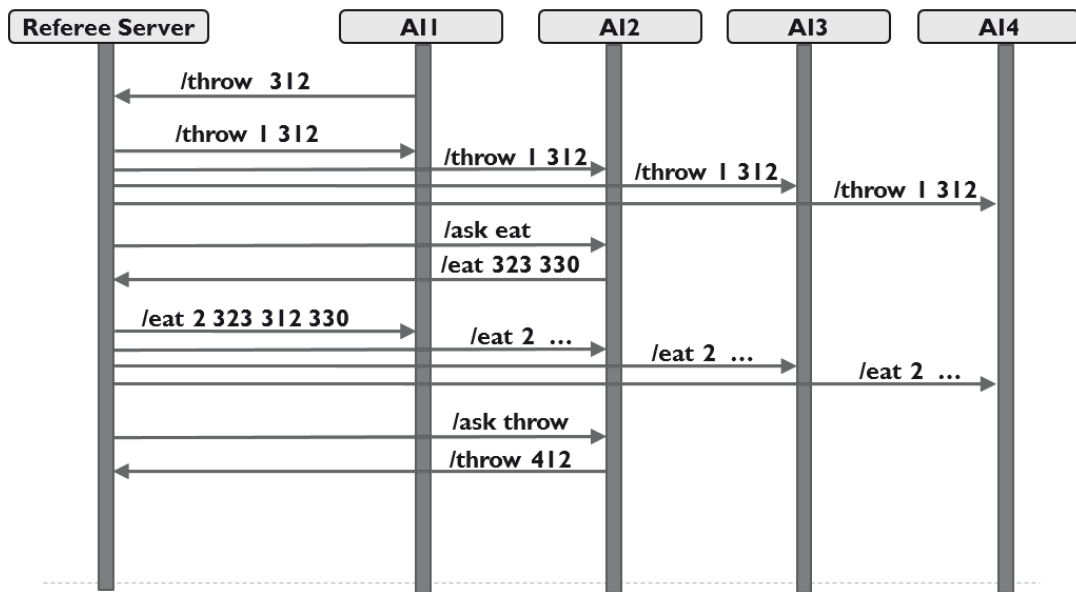 Referee Server AI1 AI2 AI3 AI4
/throw 312
/throw 1 312
/throw 1 312
/throw 1 312
/throw 1 312
/ask eat
/eat 323 330
/eat 2 323 312 330
/eat 2 ...
/eat 2 ...
/eat 2 ...
/ask throw
/throw 412